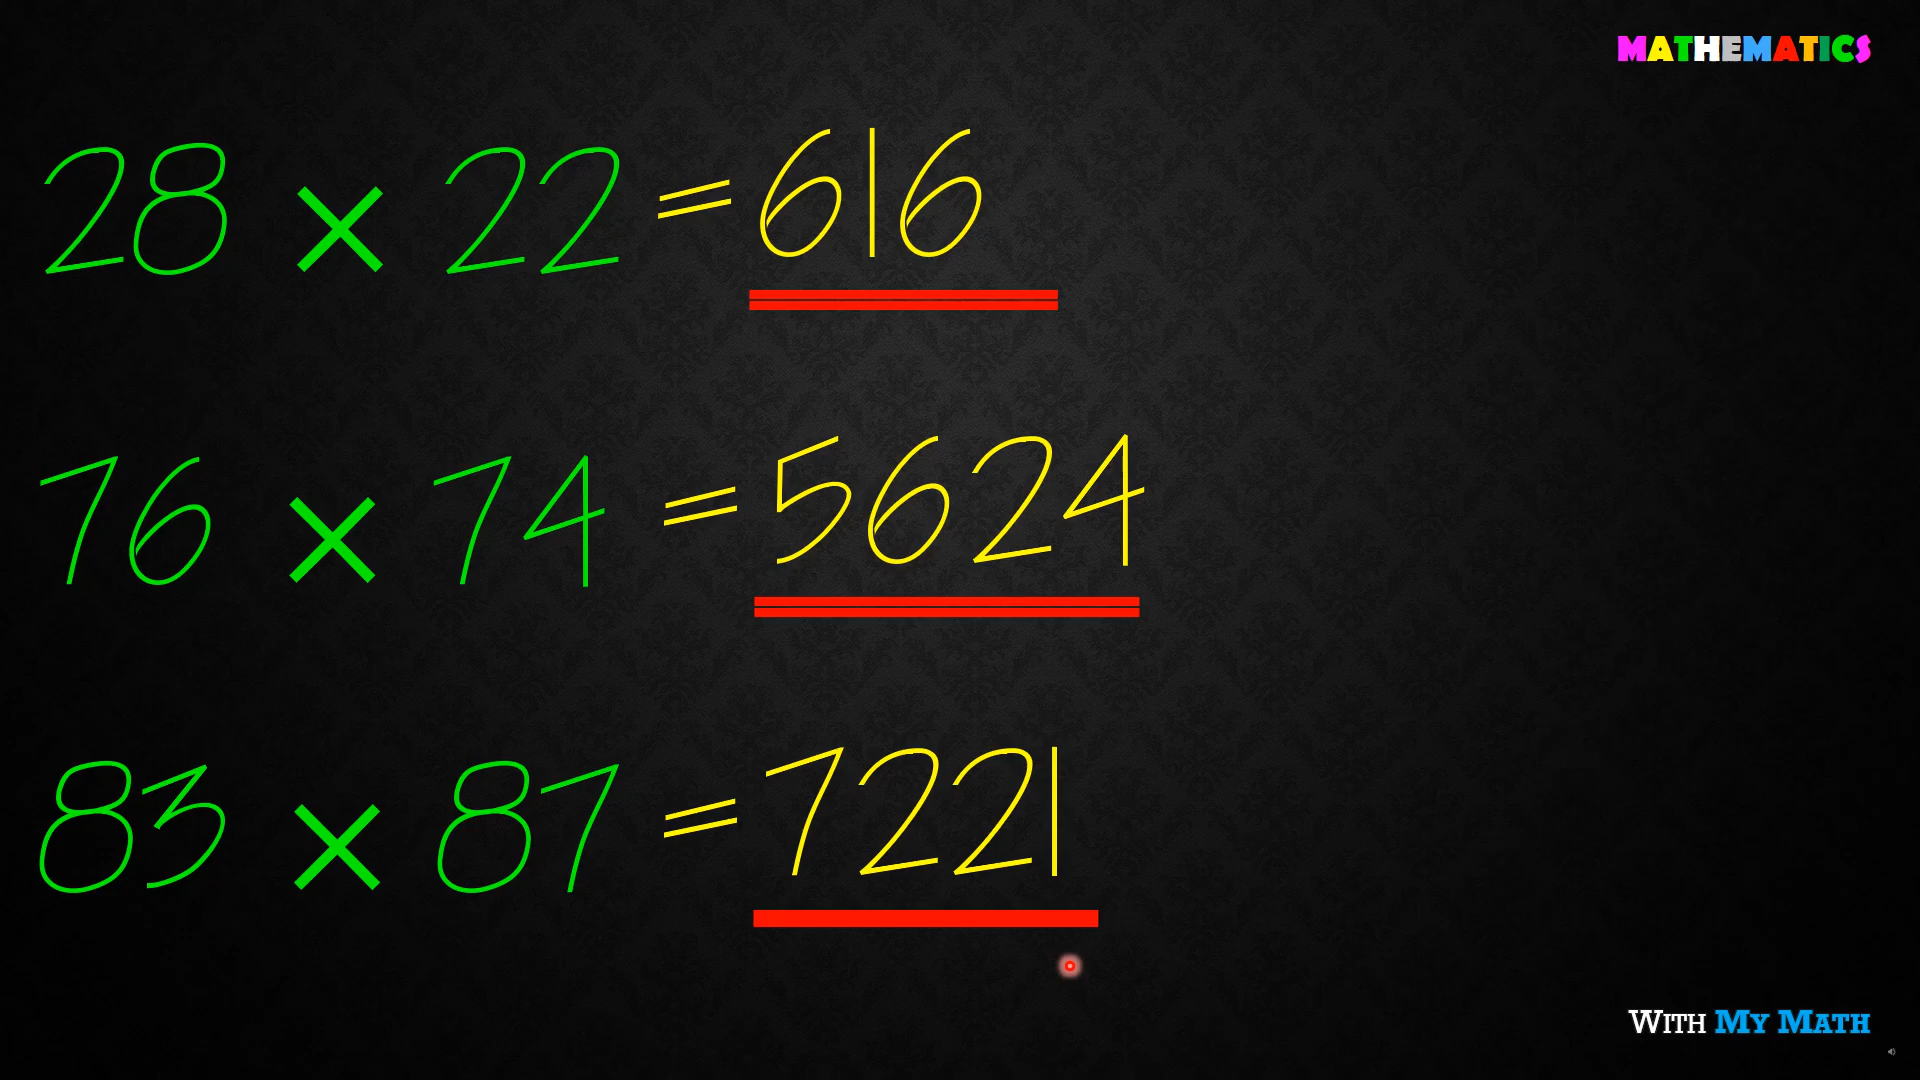 MATHEMATICS
28 × 22 = 616
76 × 74 = 5624
83 × 87 = 7221
WITH MY MATH